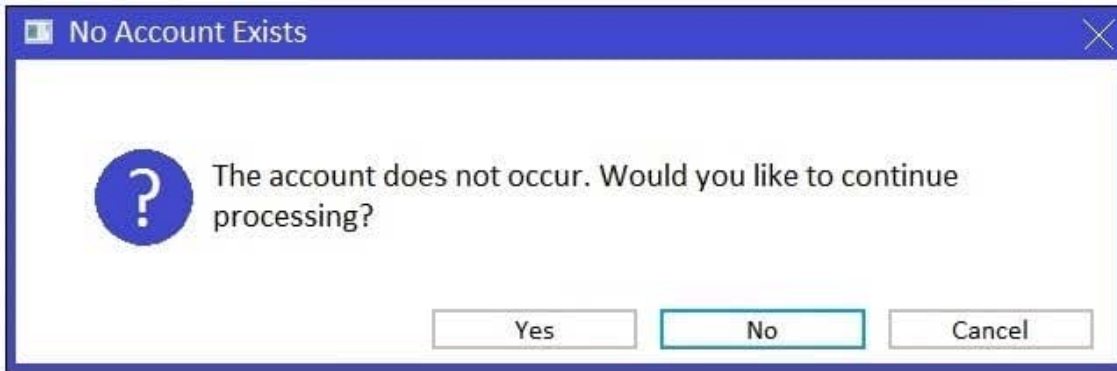 No Account Exists
The account does not occur. Would you like to continue
processing?
Yes No Cancel